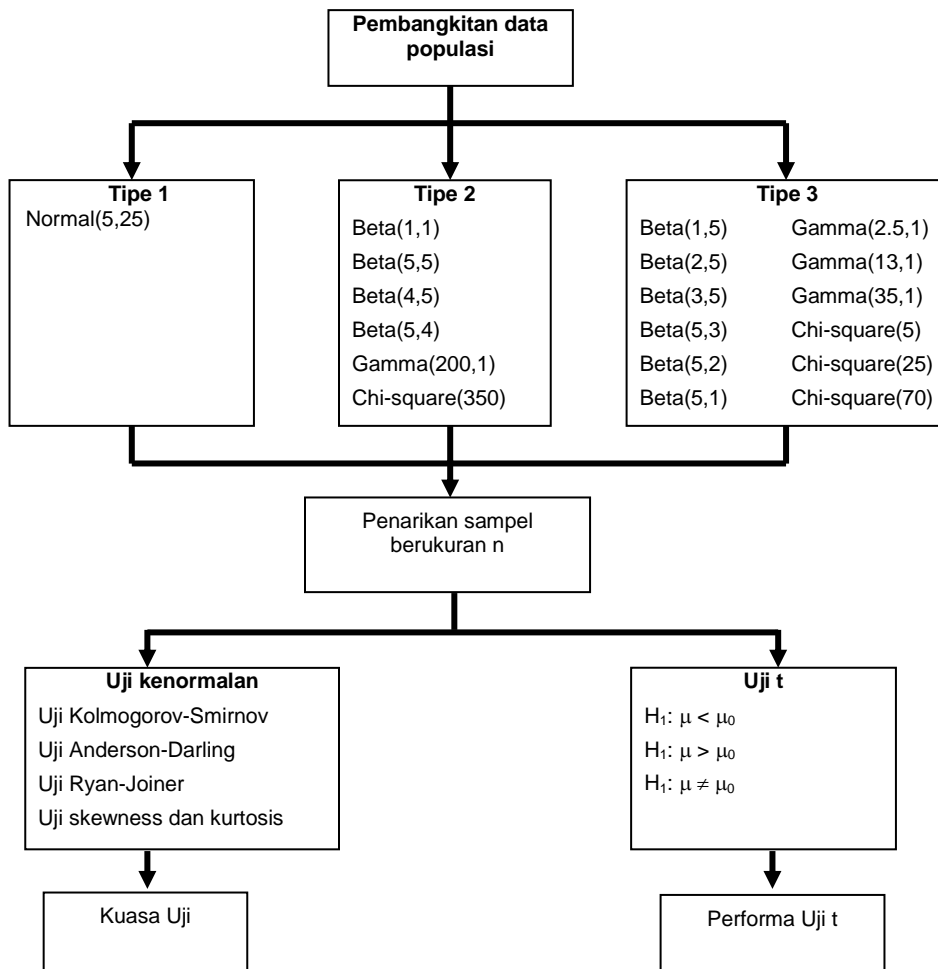 Pembangkitan data
populasi
Tipe 1
Normal(5,25)
Tipe 2
Beta(1,1)
Beta(5,5)
Beta(4,5)
Beta(5,4)
Gamma(200,1)
Chi-square(350)
Tipe 3
Beta(1,5)
Beta(2,5)
Beta(3,5)
Beta(5,3)
Beta(5,2)
Beta(5,1)
Gamma(2.5,1)
Gamma(13,1)
Gamma(35,1)
Chi-square(5)
Chi-square(25)
Chi-square(70)
Penarikan sampel
berukuran n
Uji kenormalan
Uji Kolmogorov-Smirnov
Uji Anderson-Darling
Uji Ryan-Joiner
Uji skewness dan kurtosis
Uji t
H₁: μ < μ₀
H₁: μ > μ₀
H₁: μ ≠ μ₀
Kuasa Uji
Performa Uji t